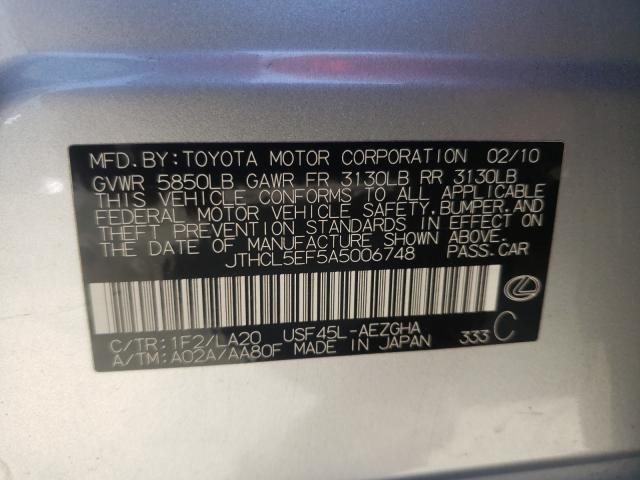 MFD. BY: TOYOTA MOTOR CORPORATION 02/10
GVWR 5850LB GAWR FR 3130LB RR 3130LB
THIS VEHICLE CONFORMS TO ALL APPLICABLE
FEDERAL MOTOR VEHICLE SAFETY, BUMPER, AND
THEFT PREVENTION STANDARDS IN EFFECT ON
THE DATE OF MANUFACTURE SHOWN ABOVE.
JTHCL5EF5A5006748 PASS. CAR
C/TR: 1F2/LA20 USF45L-AEZGHA
A/TM: A02A/AA80F MADE IN JAPAN 333 C